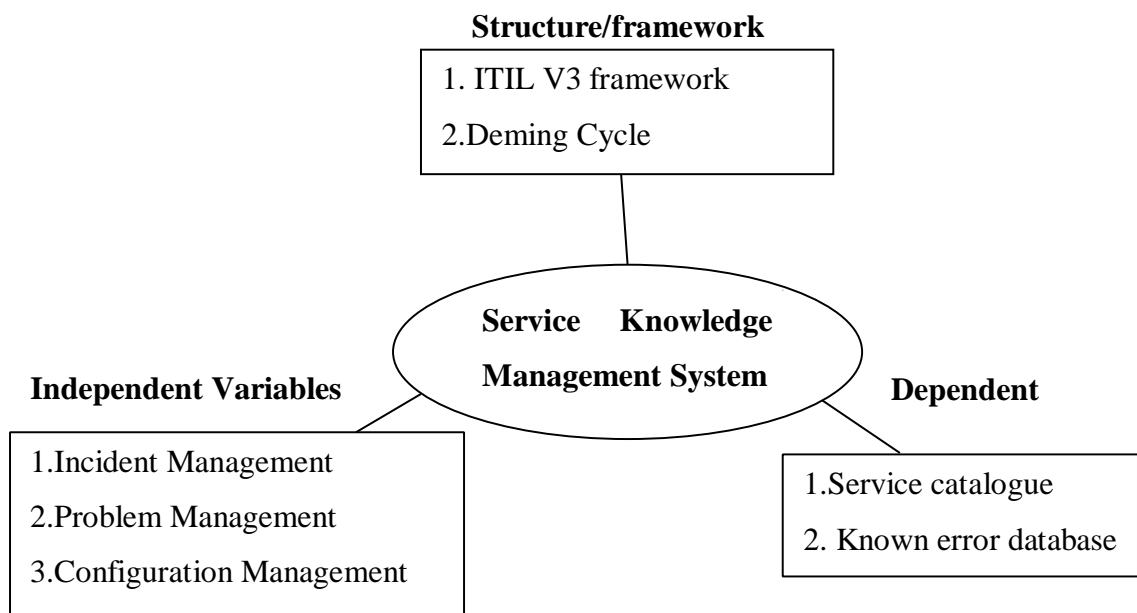 Structure/framework
1. ITIL V3 framework
2.Deming Cycle
Service Knowledge
Management System
Independent Variables
1.Incident Management
2.Problem Management
3.Configuration Management
Dependent
1.Service catalogue
2. Known error database